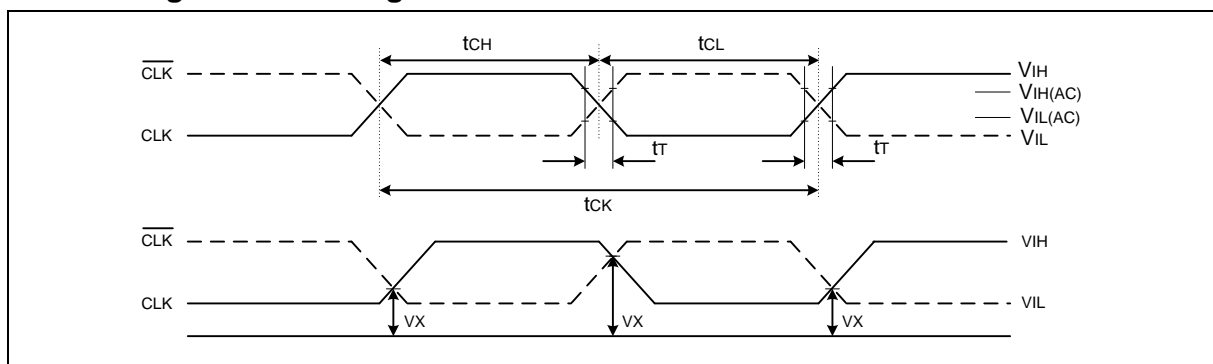 tCH tCL
CLK VIH
VIH(AC)
VIL(AC)
CLK VIL
tT tT
tCK
CLK VIH
CLK VIL
VX VX VX